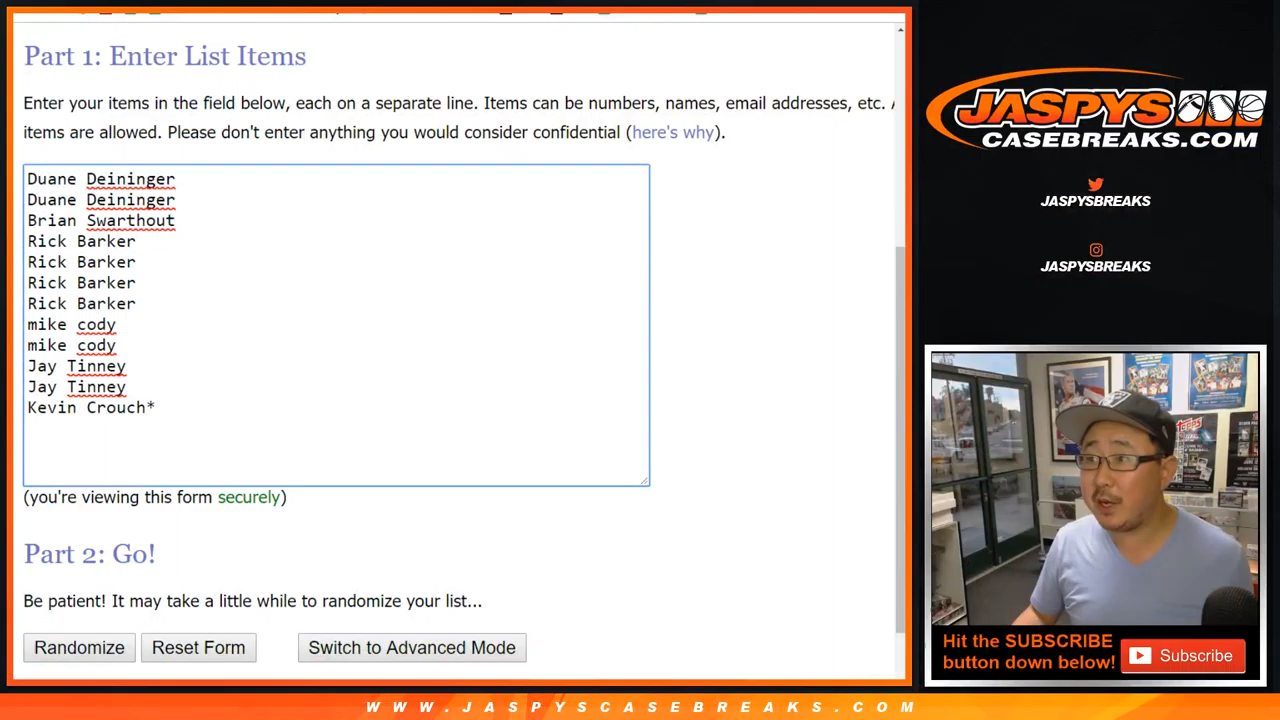 Part 1: Enter List Items
Enter your items in the field below, each on a separate line. Items can be numbers, names, email addresses, etc. A
items are allowed. Please don't enter anything you would consider confidential (here's why).
Duane Deininger
Duane Deininger
Brian Swarthout
Rick Barker
Rick Barker
Rick Barker
Rick Barker
mike cody
mike cody
Jay Tinney
Jay Tinney
Kevin Crouch*
(you're viewing this form securely)
Part 2: Go!
Be patient! It may take a little while to randomize your list...
Randomize
Reset Form
Switch to Advanced Mode
JASPYS
CASEBREAKS.COM
JASPYSBREAKS
JASPYSBREAKS
TOPPS
Hit the SUBSCRIBE
button down below!
Subscribe
WWW.JASPYSCASEBREAKS.COM